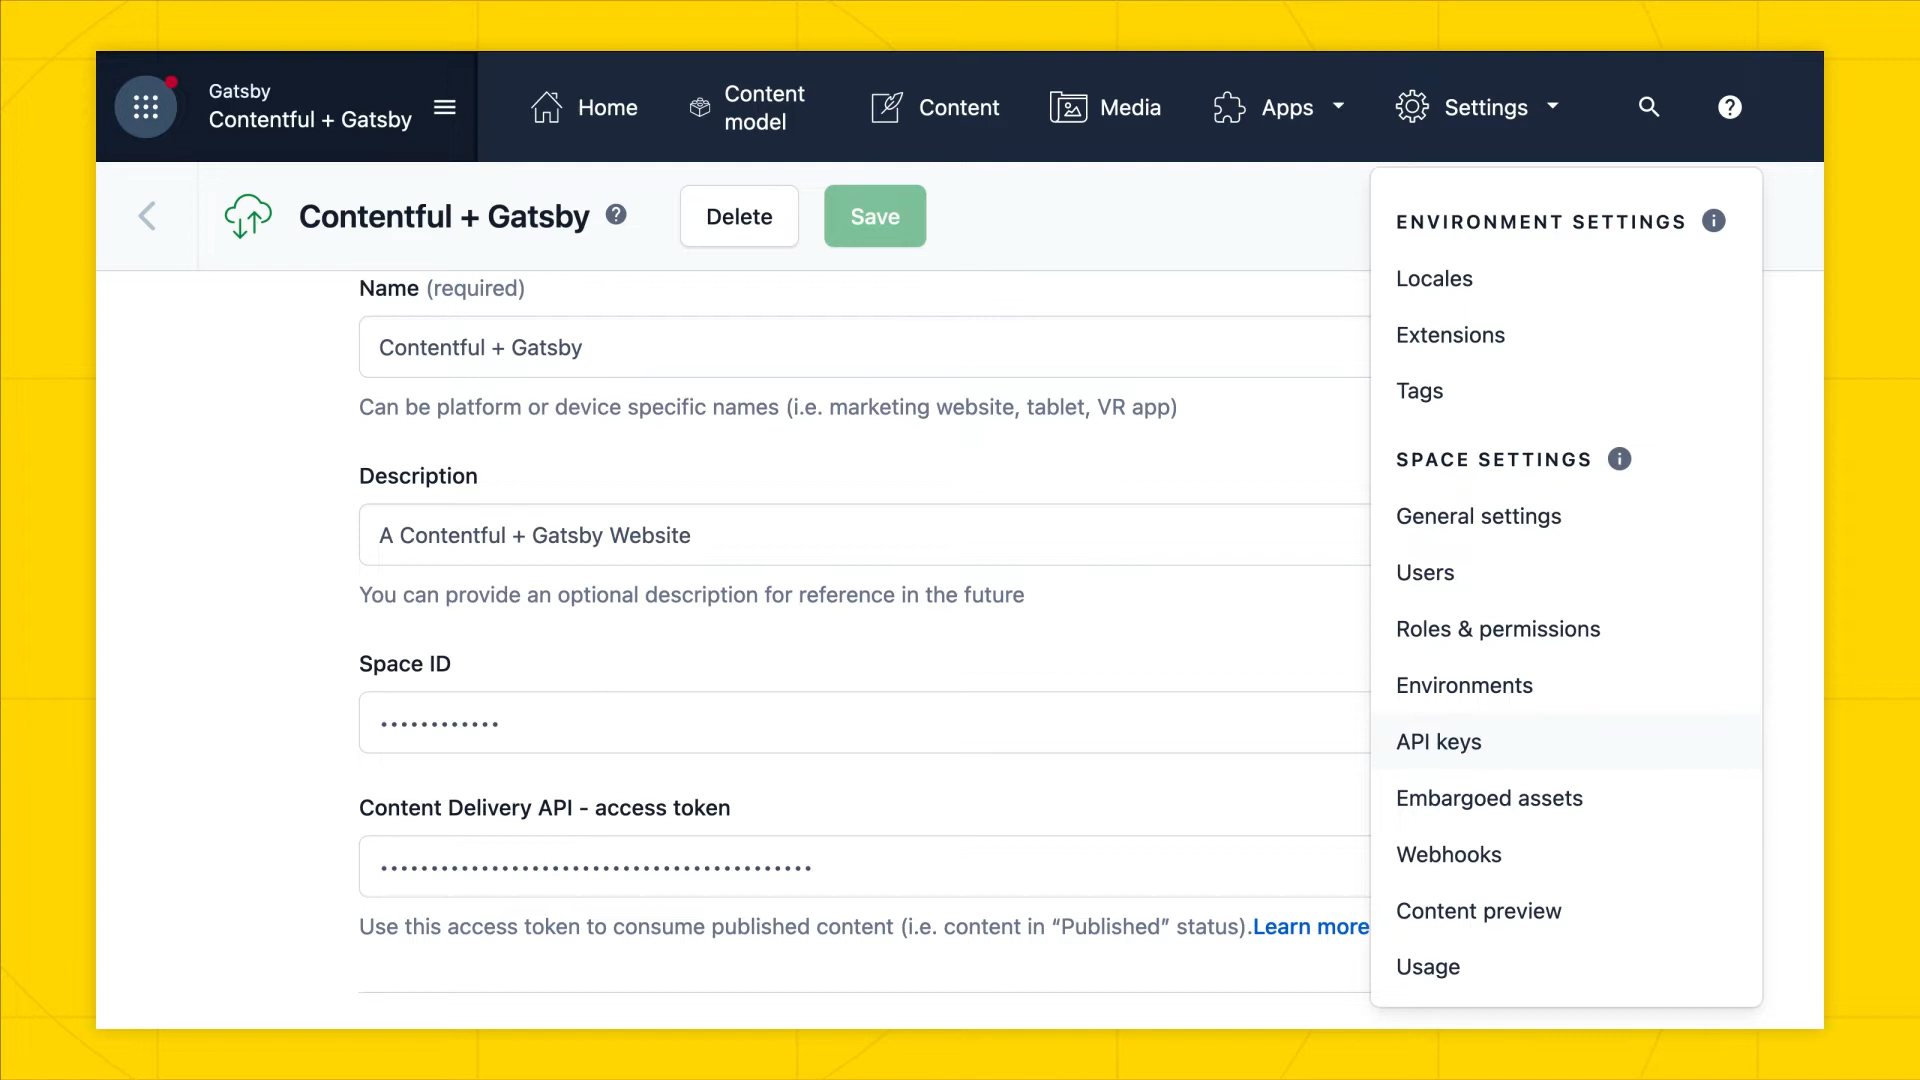 Gatsby
Contentful + Gatsby
Home
Content
model
Content
Media
Apps
Settings
Contentful + Gatsby
Delete
Save
Name (required)
Contentful + Gatsby
Can be platform or device specific names (i.e. marketing website, tablet, VR app)
Description
A Contentful + Gatsby Website
You can provide an optional description for reference in the future
Space ID
••••••••••••
Content Delivery API - access token
•••••••••••••••••••••••••••••••••••••••••••
Use this access token to consume published content (i.e. content in “Published” status).Learn more
ENVIRONMENT SETTINGS
Locales
Extensions
Tags
SPACE SETTINGS
General settings
Users
Roles & permissions
Environments
API keys
Embargoed assets
Webhooks
Content preview
Usage